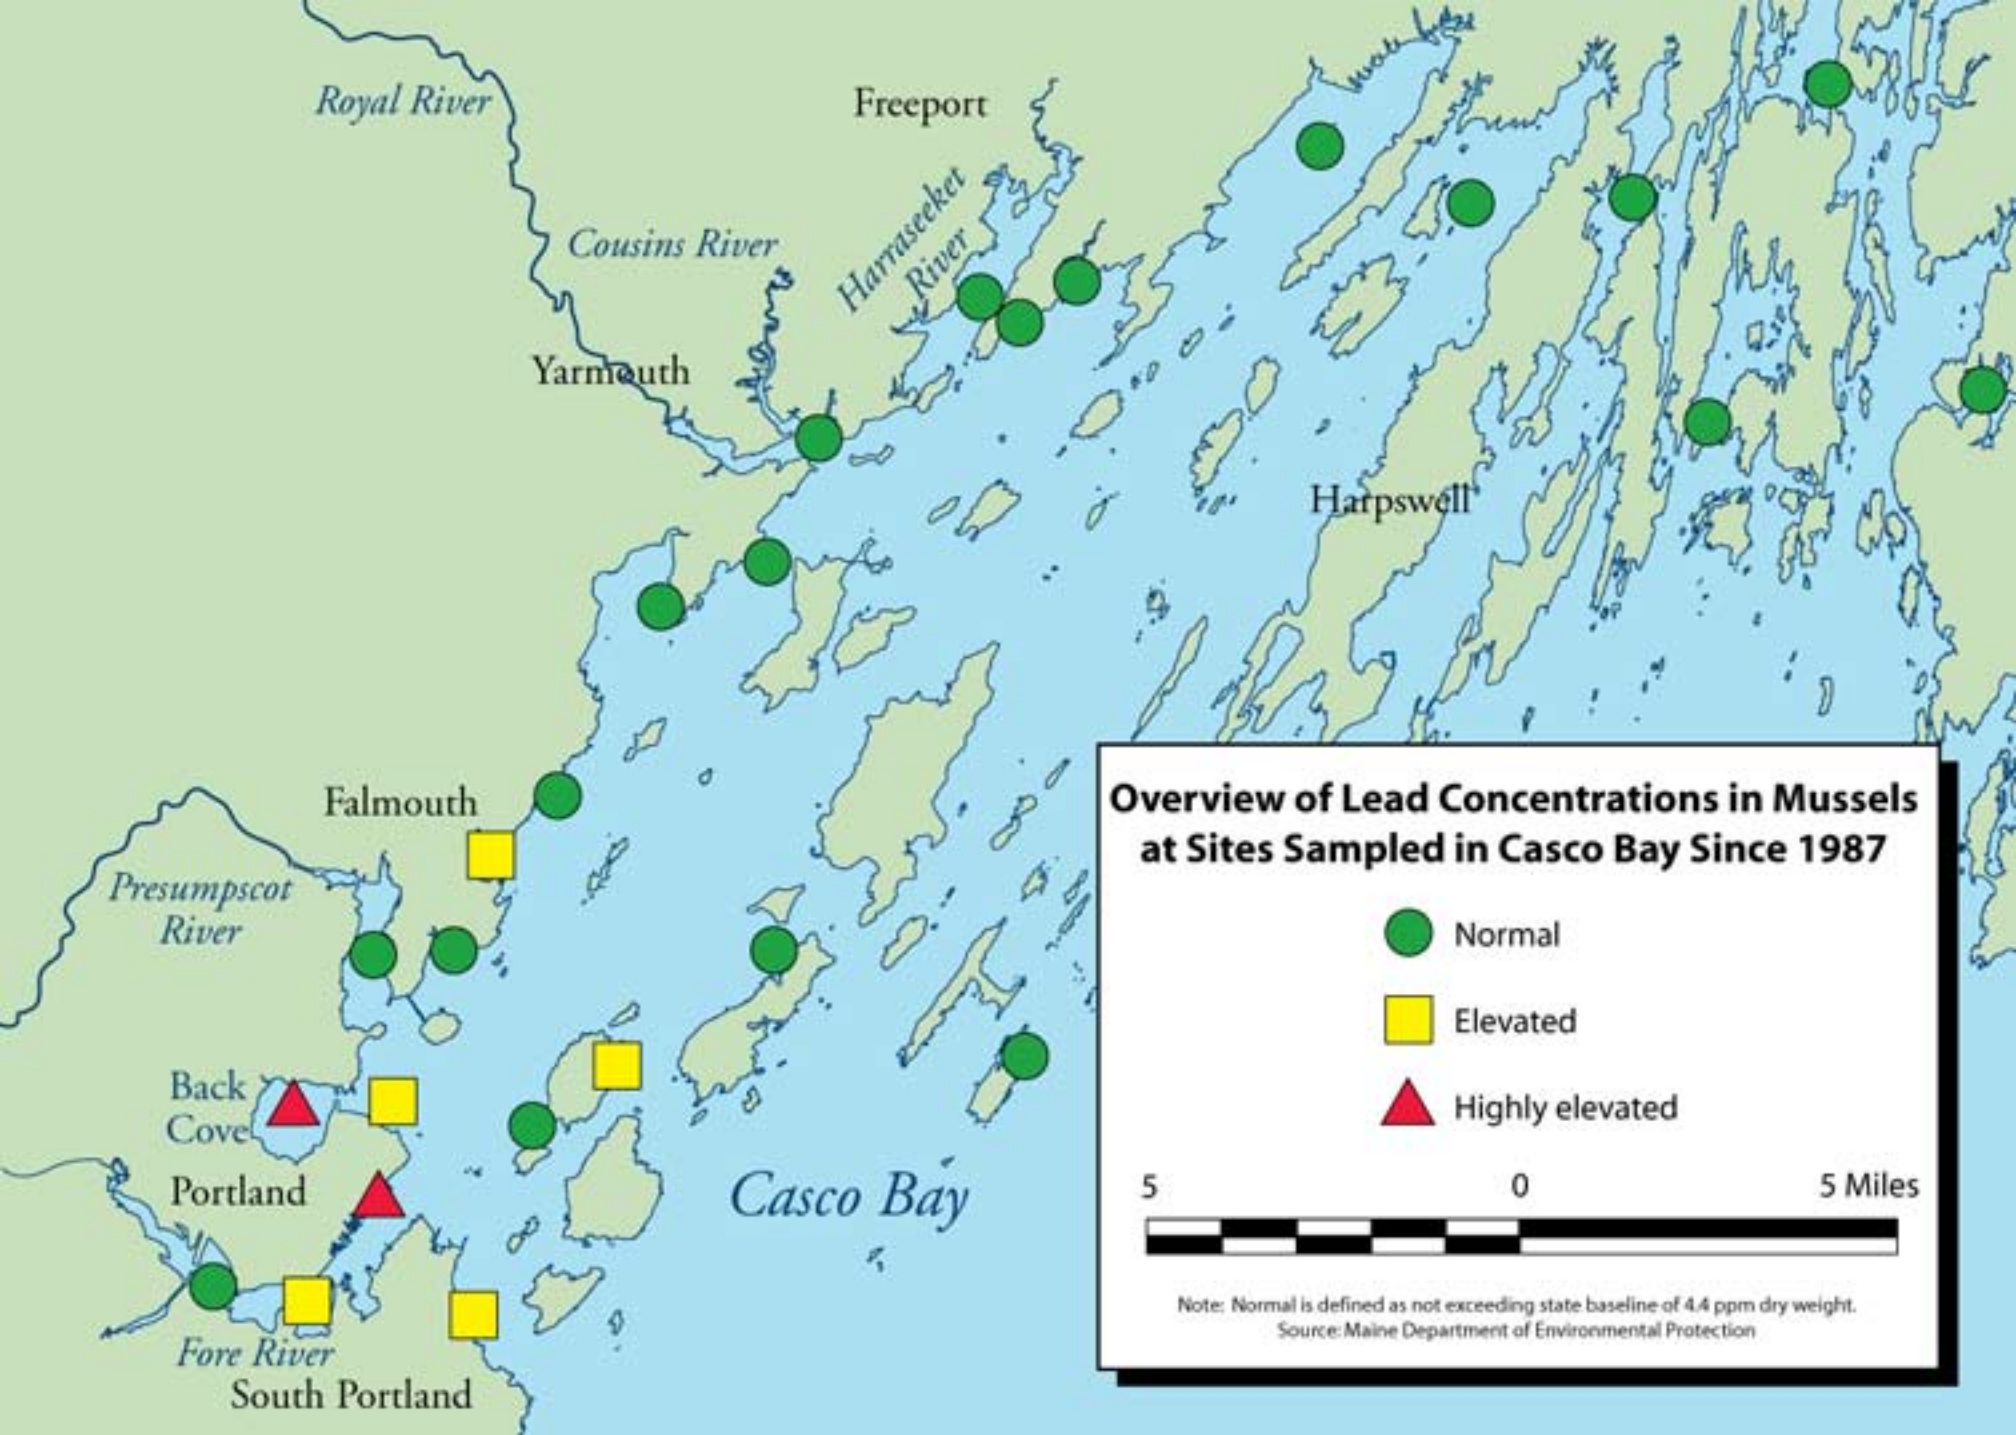 Royal River
Freeport
Harraseeket
River
Cousins River
Yarmouth
Harpswell
Falmouth
Presumpscot
River
Back
Cove
Portland
Casco Bay
Fore River
South Portland
Overview of Lead Concentrations in Mussels
at Sites Sampled in Casco Bay Since 1987
Normal
Elevated
Highly elevated
5 0 5 Miles
Note: Normal is defined as not exceeding state baseline of 4.4 ppm dry weight.
Source: Maine Department of Environmental Protection